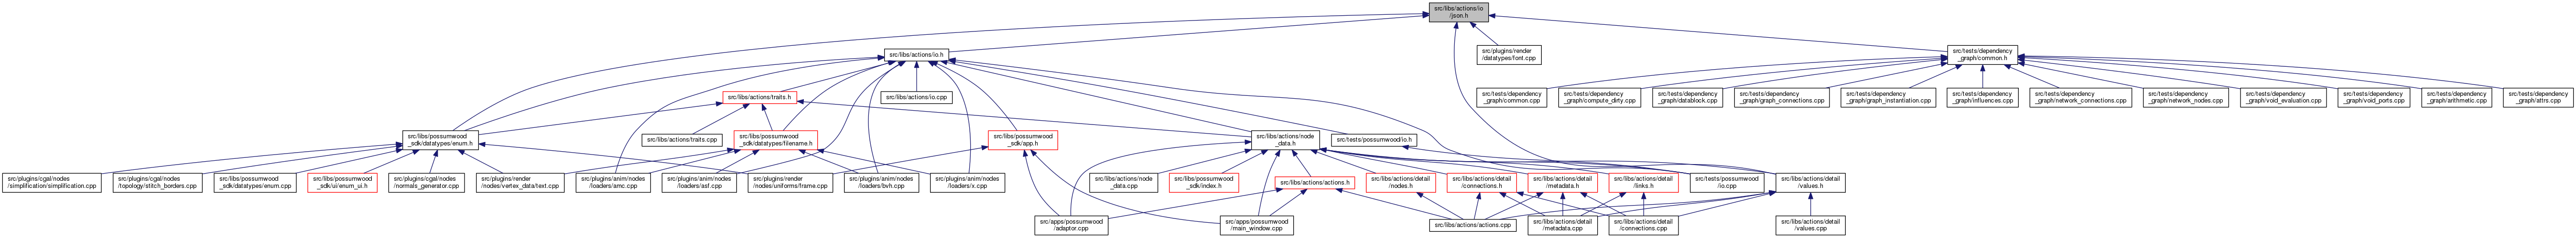 src/libs/actions/io
/json.h
src/libs/actions/io.h
src/plugins/render
/datatypes/font.cpp
src/tests/dependency
_graph/common.h
src/libs/actions/traits.h
src/libs/actions/io.cpp
src/tests/dependency
_graph/common.cpp
src/tests/dependency
_graph/compute_dirty.cpp
src/tests/dependency
_graph/datablock.cpp
src/tests/dependency
_graph/graph_connections.cpp
src/tests/dependency
_graph/graph_instantiation.cpp
src/tests/dependency
_graph/influences.cpp
src/tests/dependency
_graph/network_connections.cpp
src/tests/dependency
_graph/network_nodes.cpp
src/tests/dependency
_graph/void_evaluation.cpp
src/tests/dependency
_graph/void_ports.cpp
src/tests/dependency
_graph/arithmetic.cpp
src/tests/dependency
_graph/attrs.cpp
src/libs/possumwood
_sdk/datatypes/enum.h
src/libs/actions/traits.cpp
src/libs/possumwood
_sdk/datatypes/filename.h
src/libs/possumwood
_sdk/app.h
src/libs/actions/node
_data.h
src/tests/possumwood/io.h
src/plugins/cgal/nodes
/simplification/simplification.cpp
src/plugins/cgal/nodes
/topology/stitch_borders.cpp
src/libs/possumwood
_sdk/datatypes/enum.cpp
src/libs/possumwood
_sdk/ui/enum_ui.h
src/plugins/cgal/nodes
/normals_generator.cpp
src/plugins/render
/nodes/vertex_data/text.cpp
src/plugins/anim/nodes
/loaders/amc.cpp
src/plugins/anim/nodes
/loaders/asf.cpp
src/plugins/render
/nodes/uniforms/frame.cpp
src/plugins/anim/nodes
/loaders/bvh.cpp
src/plugins/anim/nodes
/loaders/x.cpp
src/libs/actions/node
_data.cpp
src/libs/possumwood
_sdk/index.h
src/libs/actions/actions.h
src/libs/actions/detail
/nodes.h
src/libs/actions/detail
/connections.h
src/libs/actions/detail
/metadata.h
src/libs/actions/detail
/links.h
src/tests/possumwood
/io.cpp
src/libs/actions/detail
/values.h
src/apps/possumwood
/adaptor.cpp
src/apps/possumwood
/main_window.cpp
src/libs/actions/actions.cpp
src/libs/actions/detail
/metadata.cpp
src/libs/actions/detail
/connections.cpp
src/libs/actions/detail
/values.cpp